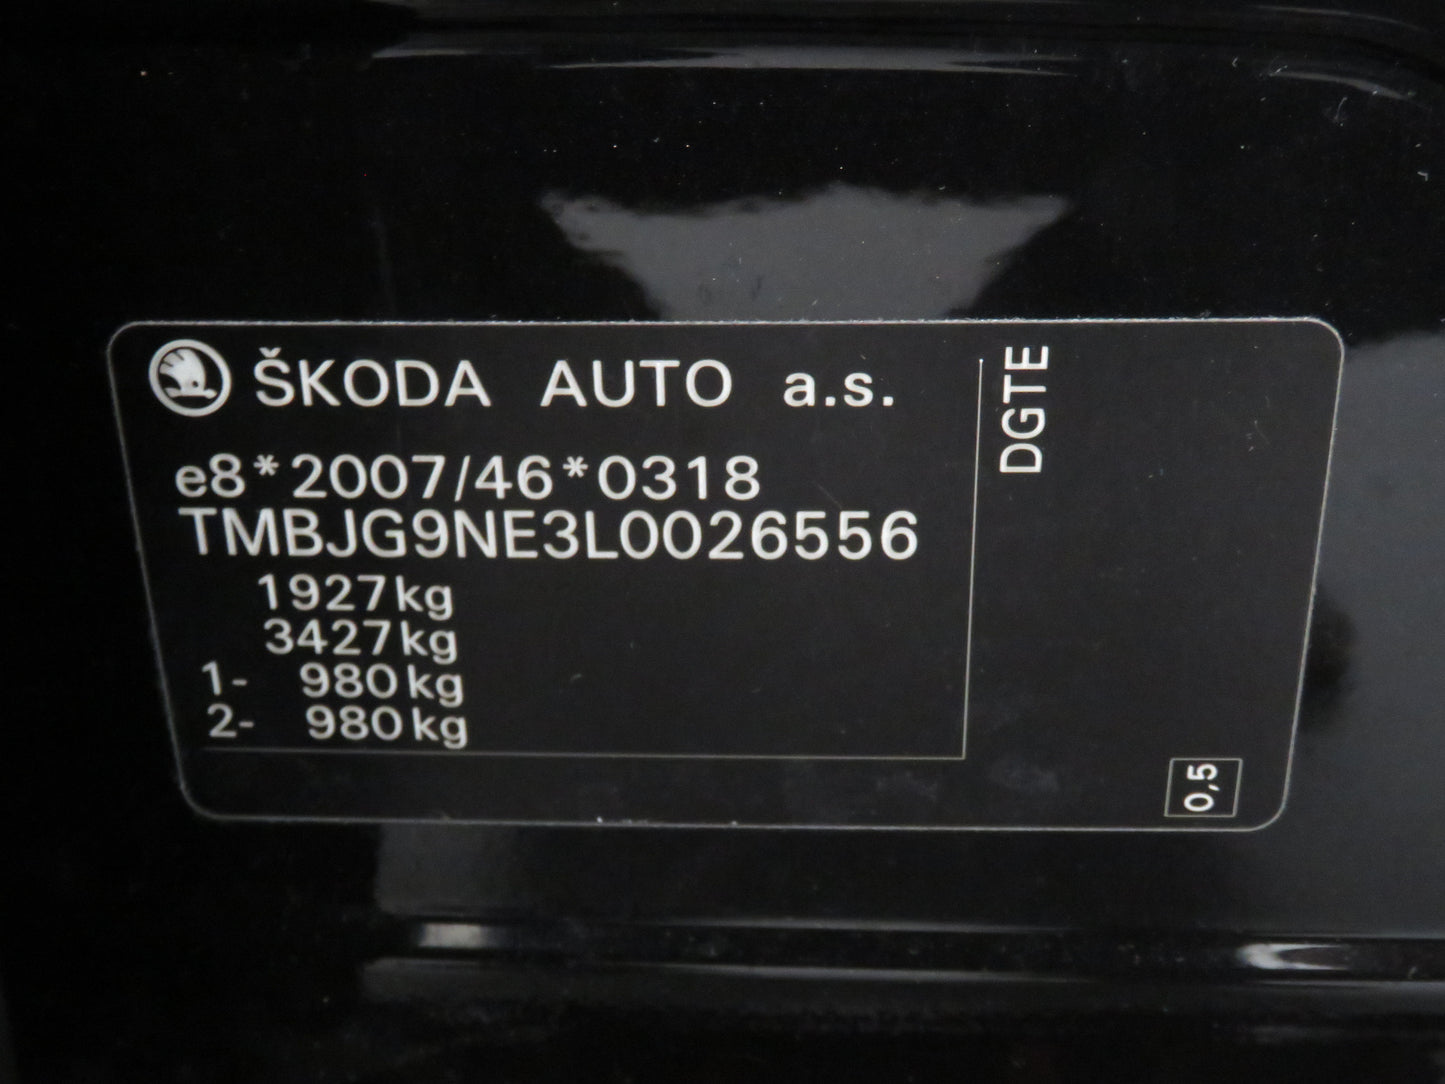 ŠKODA AUTO a.s.
e8*2007/46*0318
TMBJG9NE3L0026556
1927kg
3427kg
1- 980kg
2- 980kg
DGTE
0,5